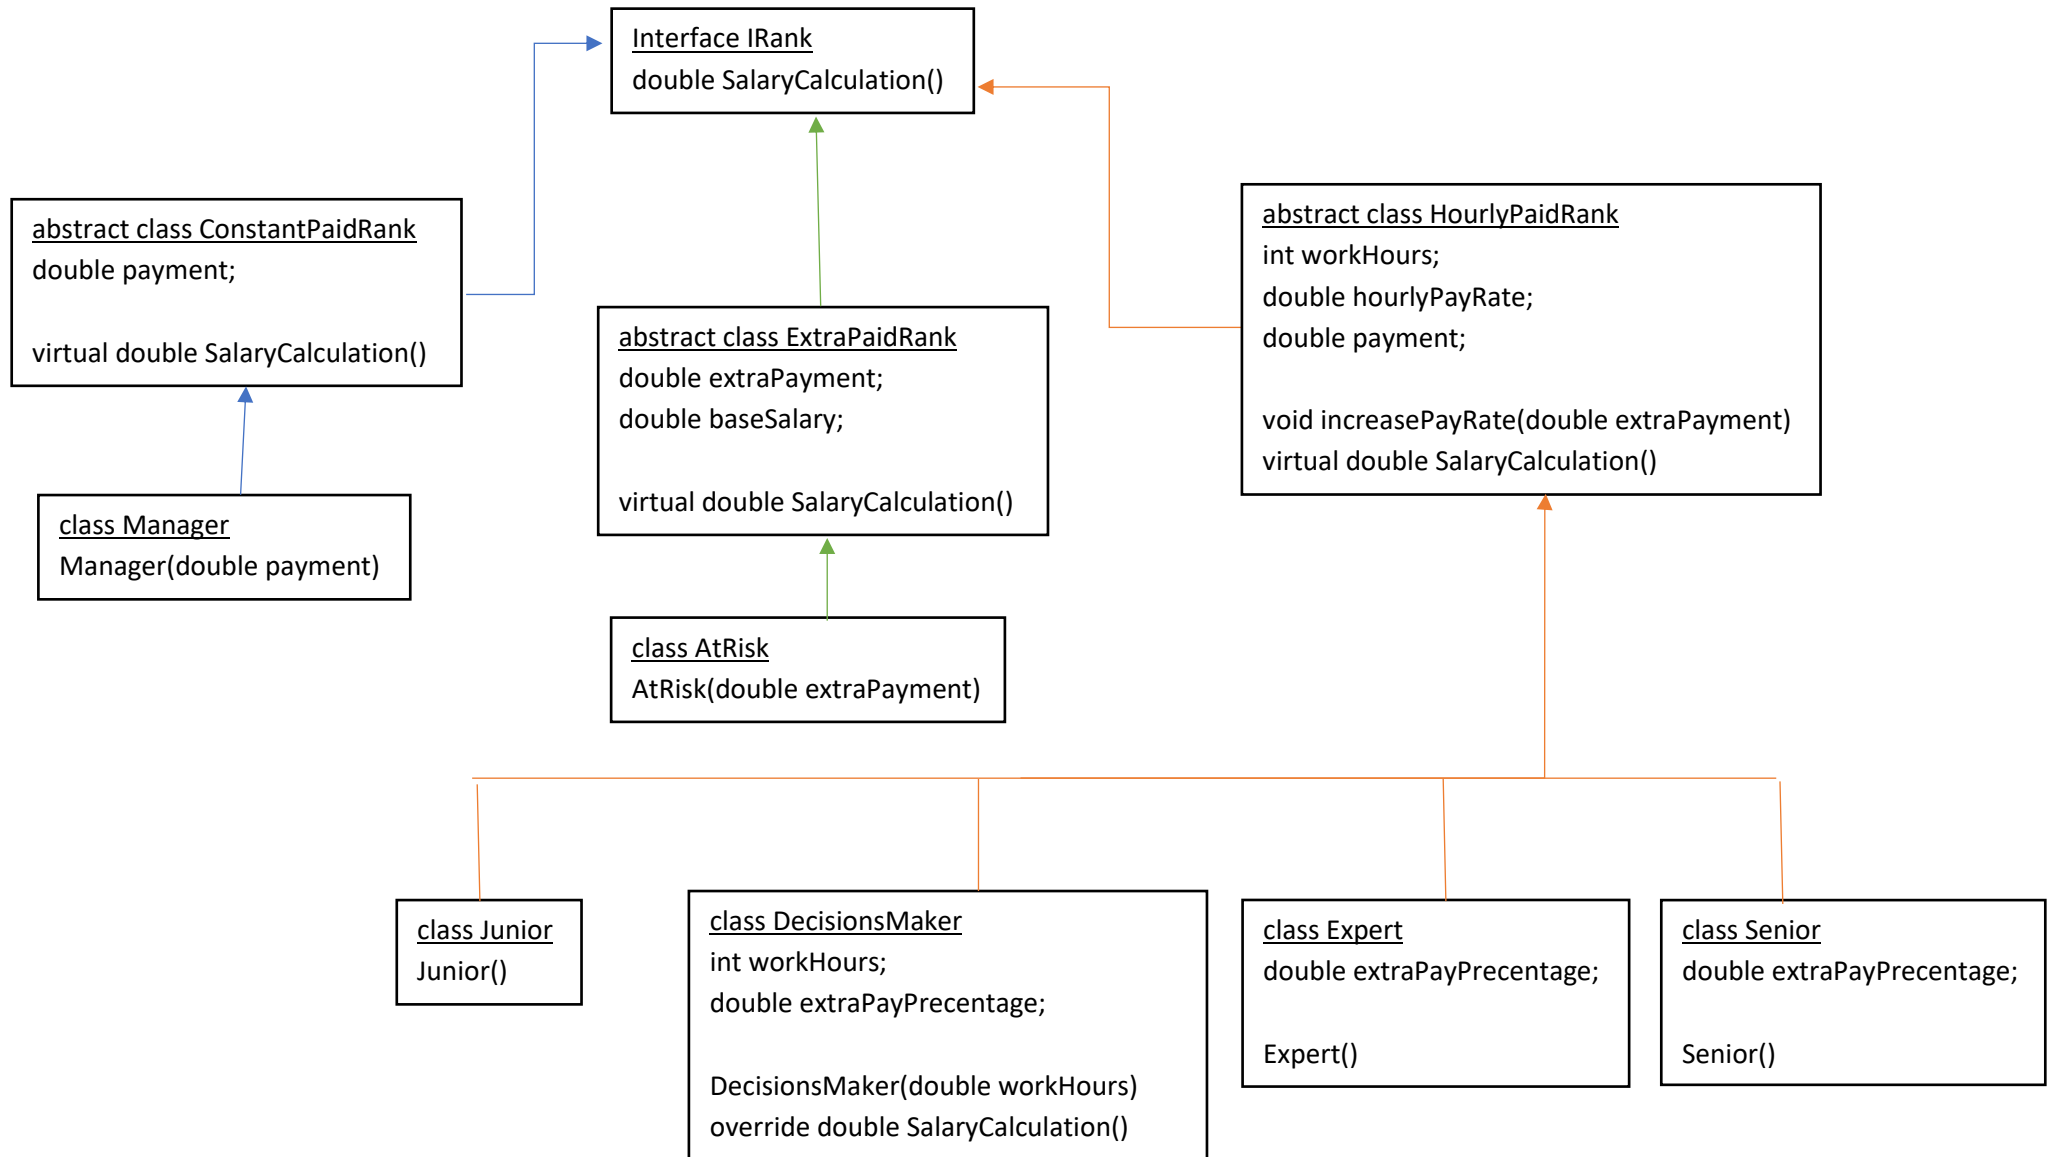 Interface IRank
double SalaryCalculation()
abstract class ConstantPaidRank
double payment;
virtual double SalaryCalculation()
abstract class ExtraPaidRank
double extraPayment;
double baseSalary;
virtual double SalaryCalculation()
abstract class HourlyPaidRank
int workHours;
double hourlyPayRate;
double payment;
void increasePayRate(double extraPayment)
virtual double SalaryCalculation()
class Manager
Manager(double payment)
class AtRisk
AtRisk(double extraPayment)
class Junior
Junior()
class DecisionsMaker
int workHours;
double extraPayPrecentage;
DecisionsMaker(double workHours)
override double SalaryCalculation()
class Expert
double extraPayPrecentage;
Expert()
class Senior
double extraPayPrecentage;
Senior()